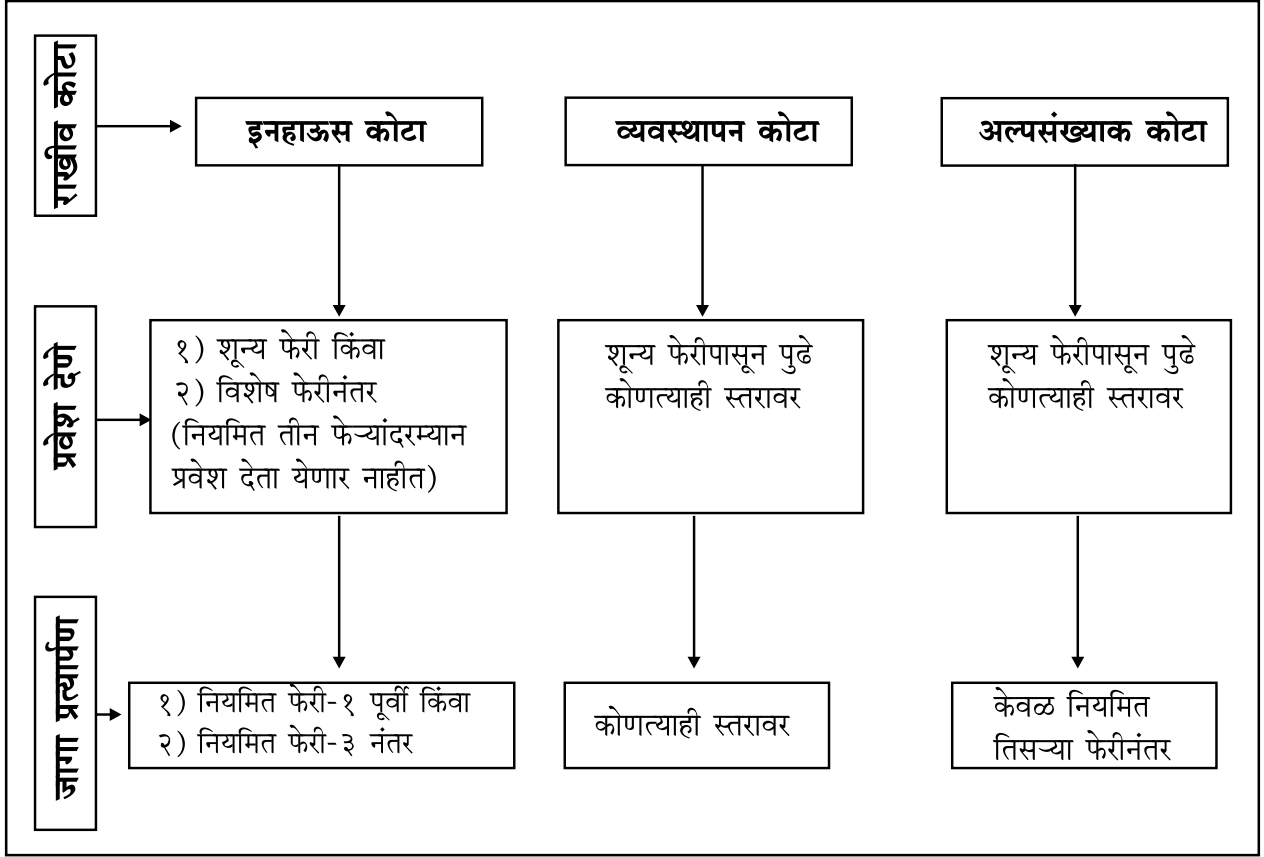 राखीव कोटा
इनहाऊस कोटा
व्यवस्थापन कोटा
अल्पसंख्याक कोटा
प्रवेश देणे
१) शून्य फेरी किंवा
२) विशेष फेरीनंतर
(नियमित तीन फेऱ्यांदरम्यान
प्रवेश देता येणार नाहीत)
शून्य फेरीपासून पुढे
कोणत्याही स्तरावर
शून्य फेरीपासून पुढे
कोणत्याही स्तरावर
जागा प्रत्यार्पण
१) नियमित फेरी-१ पूर्वी किंवा
२) नियमित फेरी-३ नंतर
कोणत्याही स्तरावर
केवळ नियमित
तिसऱ्या फेरीनंतर